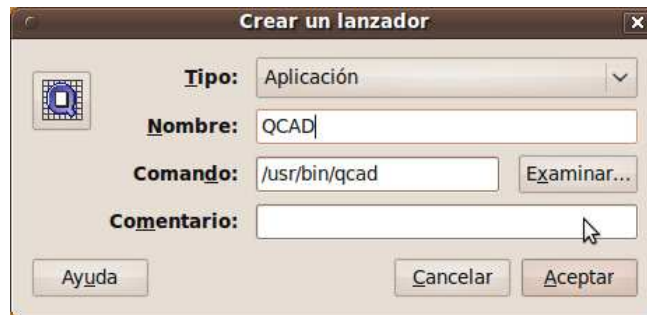 Crear un lanzador
Tipo: Aplicación
Nombre: QCAD
Comando: /usr/bin/qcad Examinar...
Comentario:
Ayuda Cancelar Aceptar